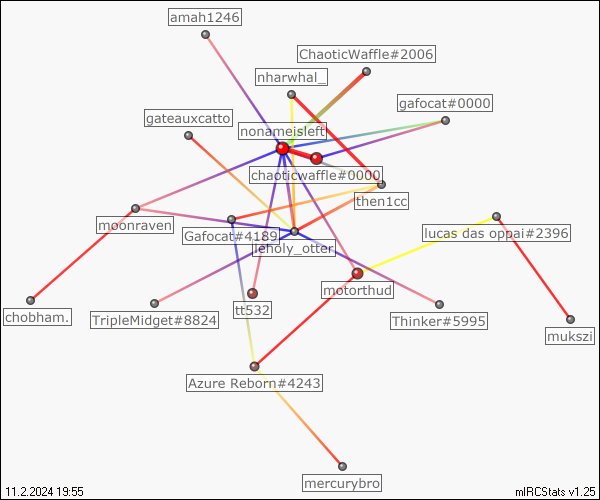 amah1246
ChaoticWaffle#2006
nharwhal_
gafocat#0000
gateauxcatto
nonameisleft
chaoticwaffle#0000
then1cc
moonraven
Gafocat#4189
leholy_otter
lucas das oppai#2396
motorthud
chobham.
TripleMidget#8824
tt532
Thinker#5995
mukszi
Azure Reborn#4243
mercurybro
11.2.2024 19:55
mIRCStats v1.25